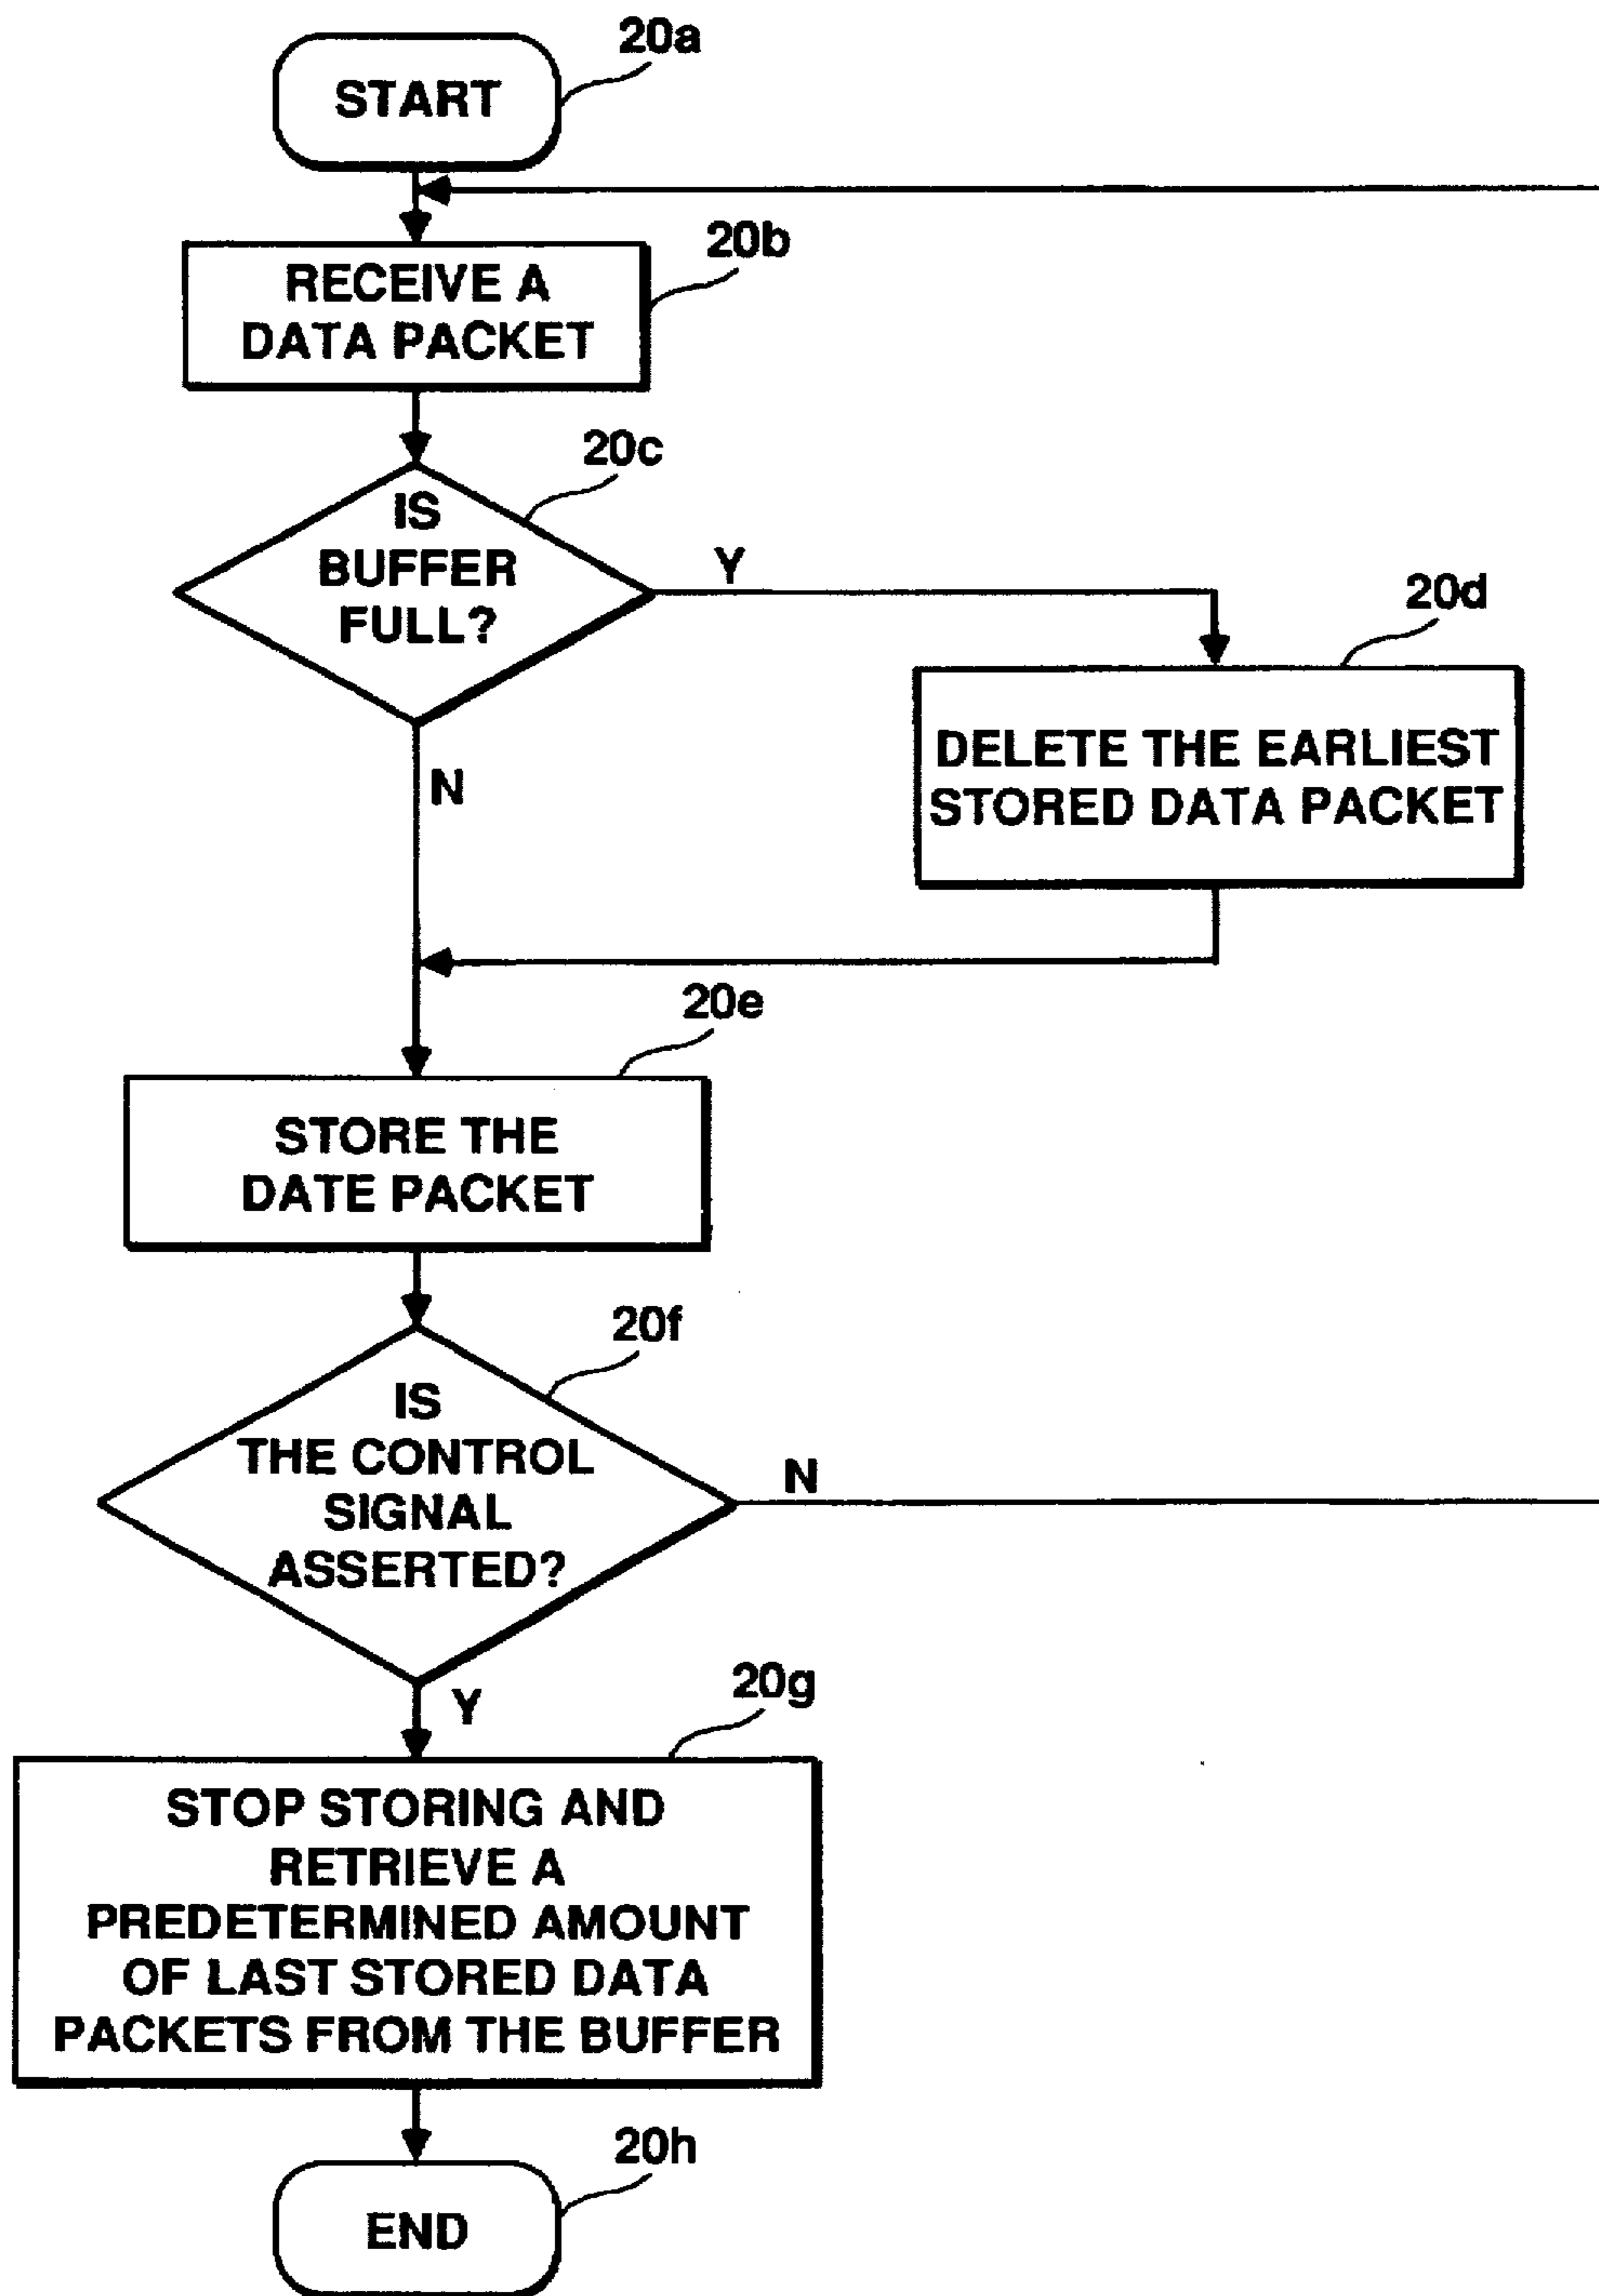 20a
START
20b
RECEIVE A
DATA PACKET
20c
IS
BUFFER
FULL?
Y
20d
DELETE THE EARLIEST
STORED DATA PACKET
N
20e
STORE THE
DATE PACKET
20f
IS
THE CONTROL
SIGNAL
ASSERTED?
N
Y
20g
STOP STORING AND
RETRIEVE A
PREDETERMINED AMOUNT
OF LAST STORED DATA
PACKETS FROM THE BUFFER
20h
END